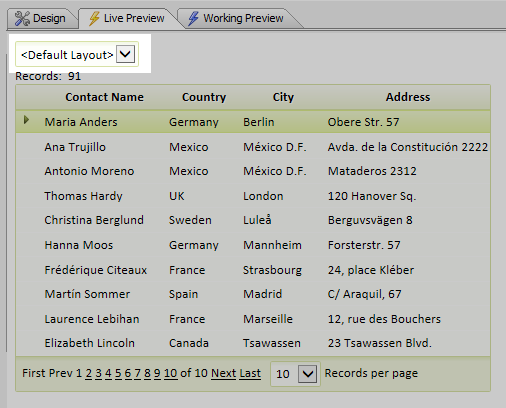 Design Live Preview Working Preview
<Default Layout>
Records: 91
Contact Name Country City Address
Maria Anders Germany Berlin Obere Str. 57
Ana Trujillo Mexico México D.F. Avda. de la Constitución 2222
Antonio Moreno Mexico México D.F. Mataderos 2312
Thomas Hardy UK London 120 Hanover Sq.
Christina Berglund Sweden Luleå Berguvsvägen 8
Hanna Moos Germany Mannheim Forsterstr. 57
Frédérique Citeaux France Strasbourg 24, place Kléber
Martín Sommer Spain Madrid C/ Araquil, 67
Laurence Lebihan France Marseille 12, rue des Bouchers
Elizabeth Lincoln Canada Tsawassen 23 Tsawassen Blvd.
First Prev 1 2 3 4 5 6 7 8 9 10 of 10 Next Last 10 Records per page